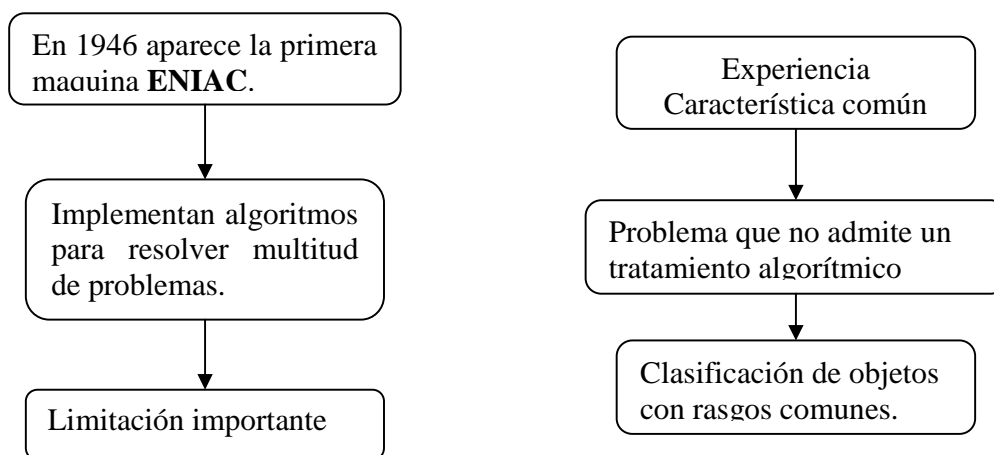 En 1946 aparece la primera
maquina ENIAC.
Implementan algoritmos
para resolver multitud
de problemas.
Limitación importante
Experiencia
Característica común
Problema que no admite un
tratamiento algorítmico
Clasificación de objetos
con rasgos comunes.